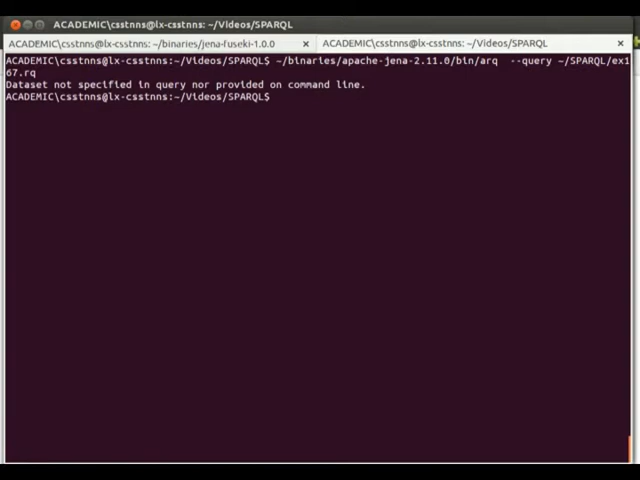 ACADEMIC\csstnns@lx-csstnns: ~/Videos/SPARQL
ACADEMIC\csstnns@lx-csstnns: ~/binaries/jena-fuseki-1.0.0 × ACADEMIC\csstnns@lx-csstnns: ~/Videos/SPARQL ×
ACADEMIC\csstnns@lx-csstnns:~/Videos/SPARQL$ ~/binaries/apache-jena-2.11.0/bin/arq  --query ~/SPARQL/ex1
67.rq
Dataset not specified in query nor provided on command line.
ACADEMIC\csstnns@lx-csstnns:~/Videos/SPARQL$